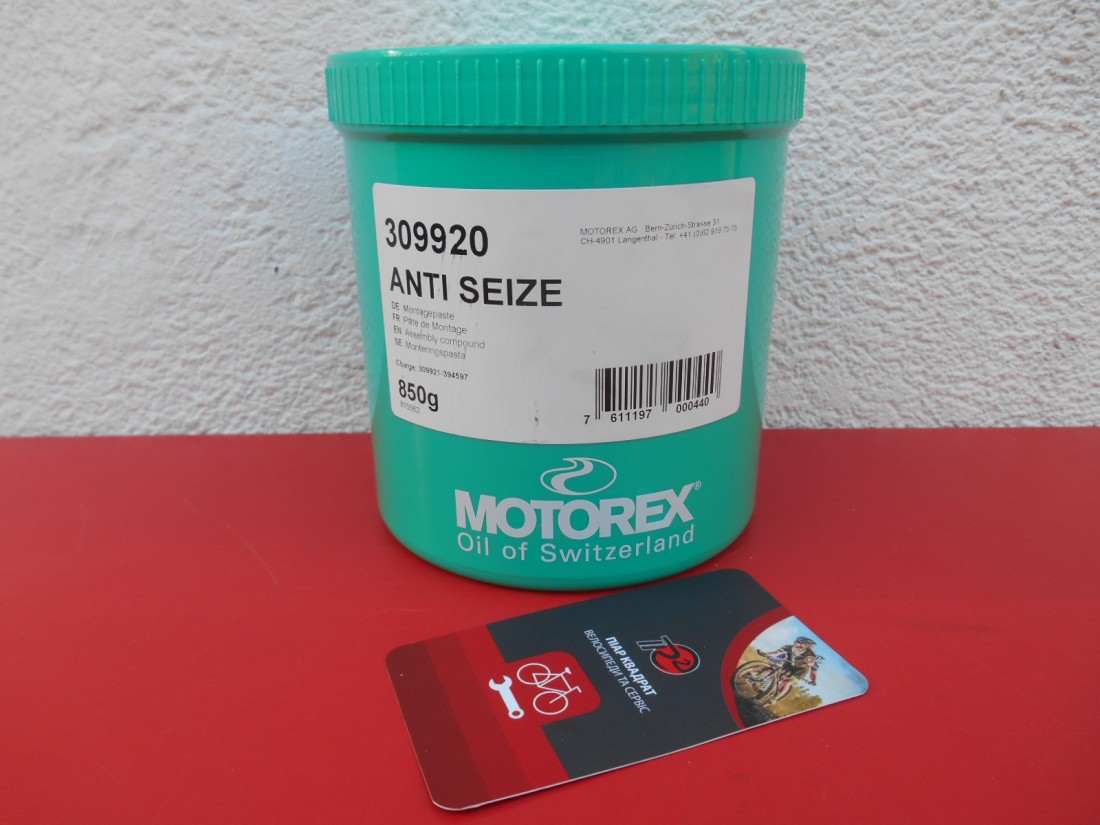 309920
MOTOREX AG Bern-Zürich-Strasse 31
CH-4901 Langenthal - Tel. +41 (0)62 919 75 75
ANTI SEIZE
DE Montagepaste
FR Pâte de Montage
EN Assembly compound
SE Monteringspasta
Charge: 309921-394597
850g
7 611197 000440
MOTOREX®
Oil of Switzerland
ПІАР КВАДРАТ
ВЕЛОСИПЕДИ ТА СЕРВІС